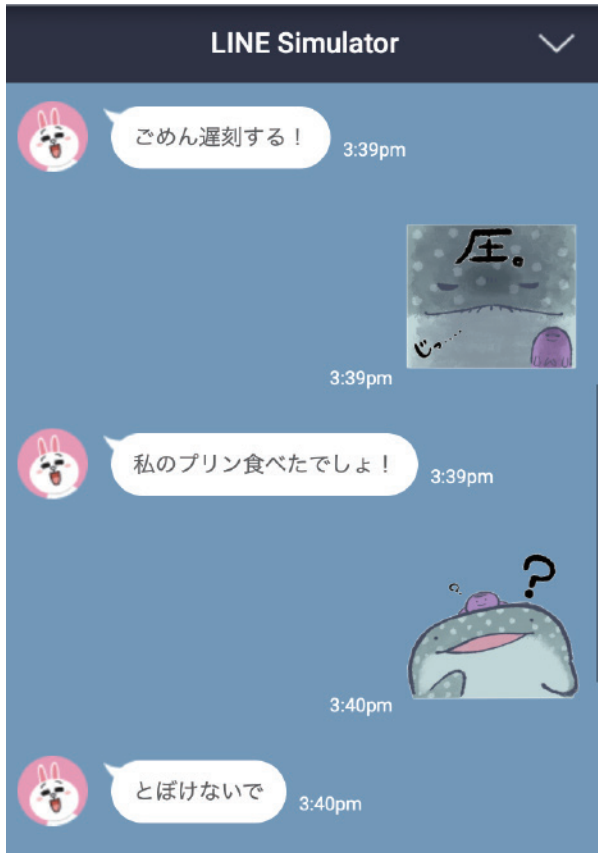 LINE Simulator
ごめん遅刻する！
3:39pm
圧。
じっ……
3:39pm
私のプリン食べたでしょ！
3:39pm
?
?
3:40pm
とぼけないで
3:40pm